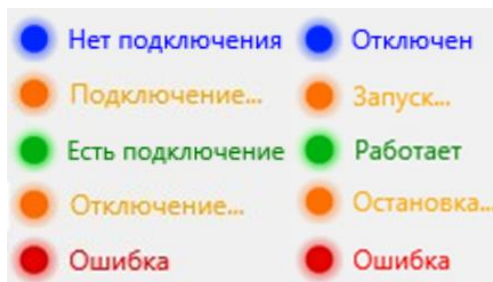 Нет подключения Отключен
Подключение... Запуск...
Есть подключение Работает
Отключение... Остановка...
Ошибка Ошибка